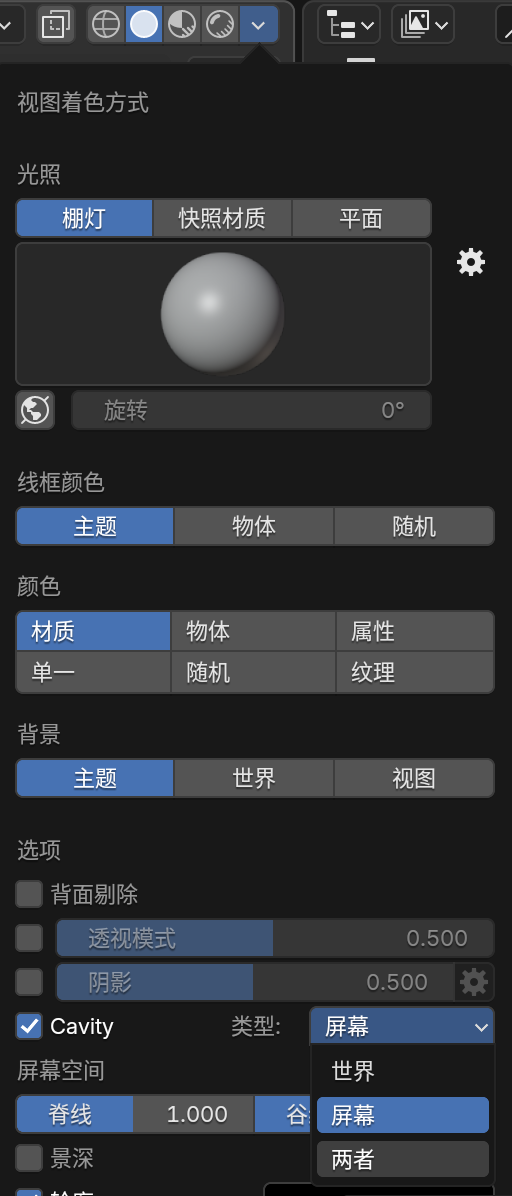 视图着色方式
光照
棚灯 快照材质 平面
旋转 0°
线框颜色
主题 物体 随机
颜色
材质 物体 属性
单一 随机 纹理
背景
主题 世界 视图
选项
背面剔除
透视模式 0.500
阴影 0.500
Cavity 类型: 屏幕
世界
屏幕空间
脊线 1.000 谷
屏幕
景深
两者